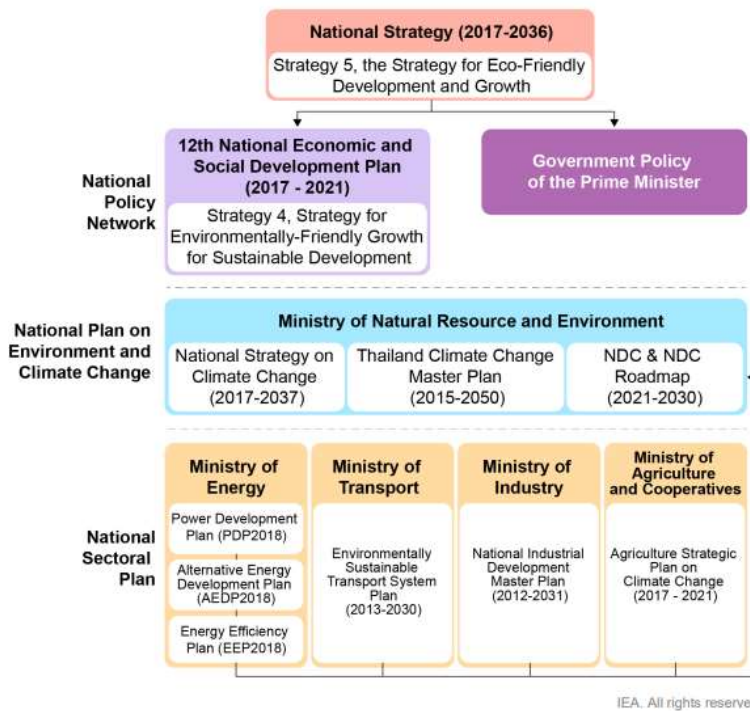 National Strategy (2017-2036)
Strategy 5, the Strategy for Eco-Friendly
Development and Growth
National
Policy
Network
12th National Economic and
Social Development Plan
(2017 - 2021)
Strategy 4, Strategy for
Environmentally-Friendly Growth
for Sustainable Development
Government Policy
of the Prime Minister
National Plan on
Environment and
Climate Change
Ministry of Natural Resource and Environment
National Strategy on
Climate Change
(2017-2037)
Thailand Climate Change
Master Plan
(2015-2050)
NDC & NDC
Roadmap
(2021-2030)
National
Sectoral
Plan
Ministry of
Energy
Power Development
Plan (PDP2018)
Alternative Energy
Development Plan
(AEDP2018)
Energy Efficiency
Plan (EEP2018)
Ministry of
Transport
Environmentally
Sustainable
Transport System
Plan
(2013-2030)
Ministry of
Industry
National Industrial
Development
Master Plan
(2012-2031)
Ministry of
Agriculture
and Cooperatives
Agriculture Strategic
Plan on
Climate Change
(2017 - 2021)
IEA. All rights reserve